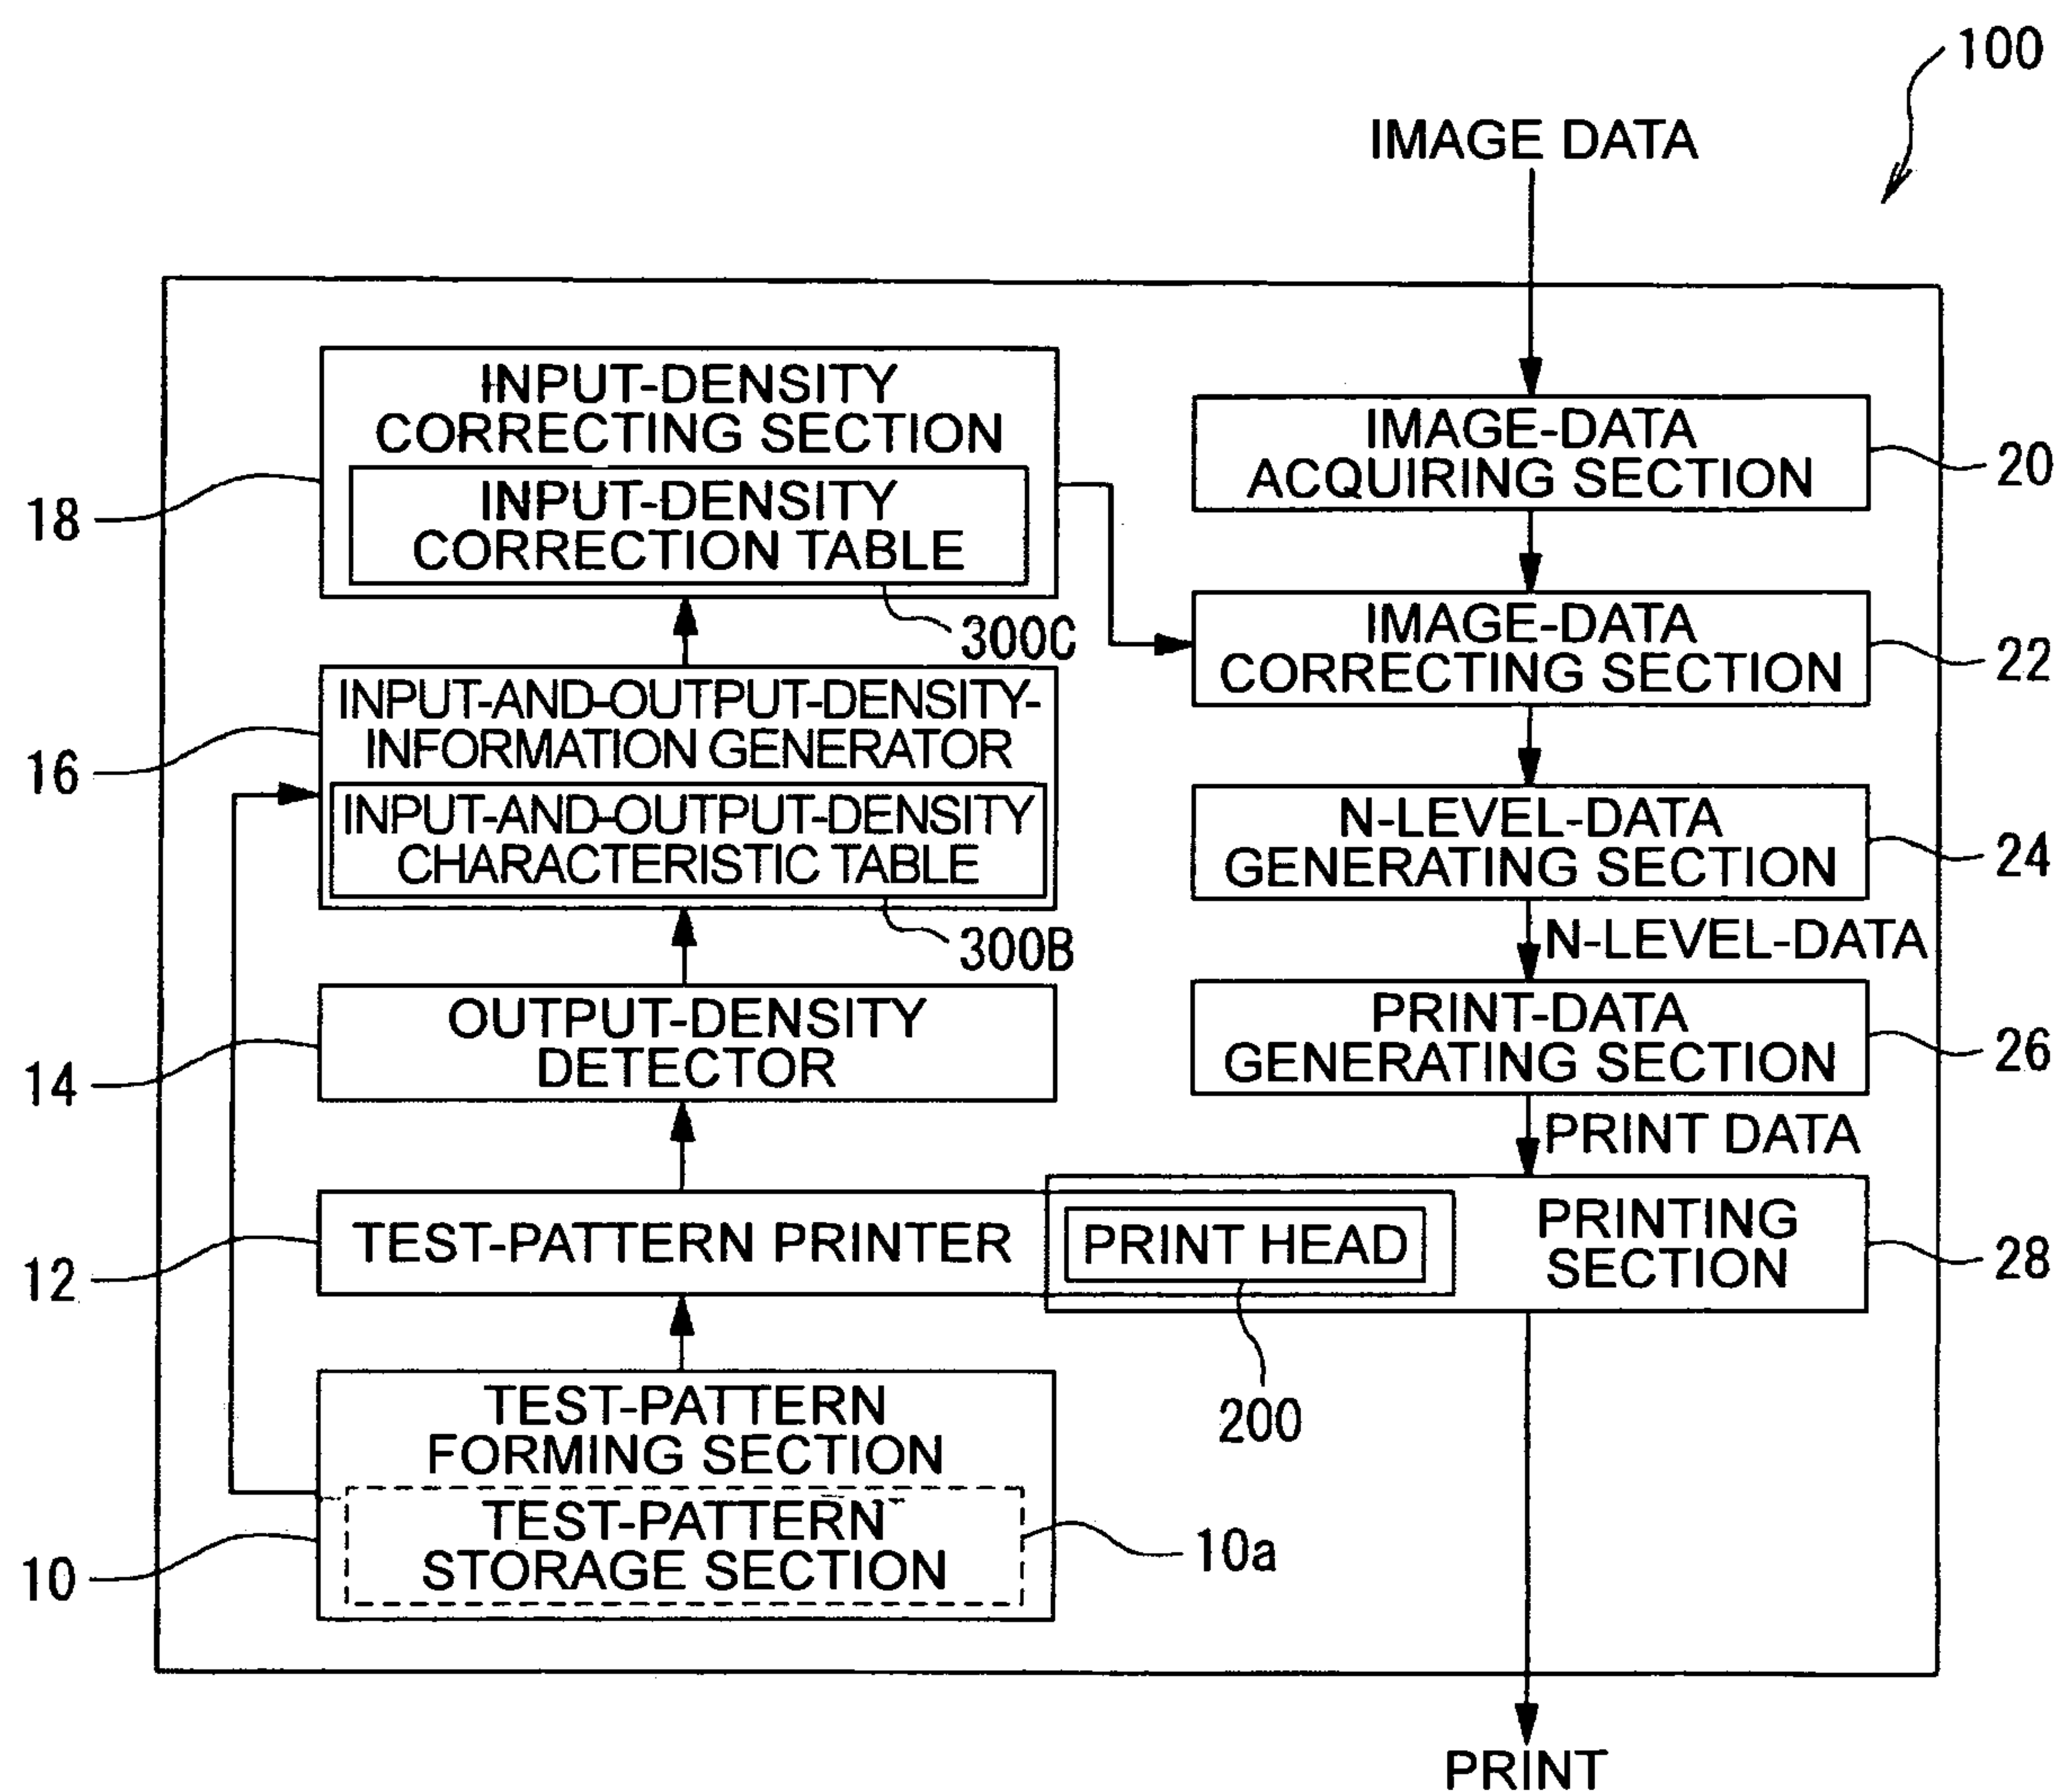 100
IMAGE DATA
INPUT-DENSITY
CORRECTING SECTION
INPUT-DENSITY
CORRECTION TABLE
18
300C
INPUT-AND-OUTPUT-DENSITY-
INFORMATION GENERATOR
16
INPUT-AND-OUTPUT-DENSITY
CHARACTERISTIC TABLE
300B
OUTPUT-DENSITY
DETECTOR
14
TEST-PATTERN PRINTER
12
TEST-PATTERN
FORMING SECTION
TEST-PATTERN
STORAGE SECTION
10
10a
IMAGE-DATA
ACQUIRING SECTION
20
IMAGE-DATA
CORRECTING SECTION
22
N-LEVEL-DATA
GENERATING SECTION
24
N-LEVEL-DATA
PRINT-DATA
GENERATING SECTION
26
PRINT DATA
PRINT HEAD
200
PRINTING
SECTION
28
PRINT